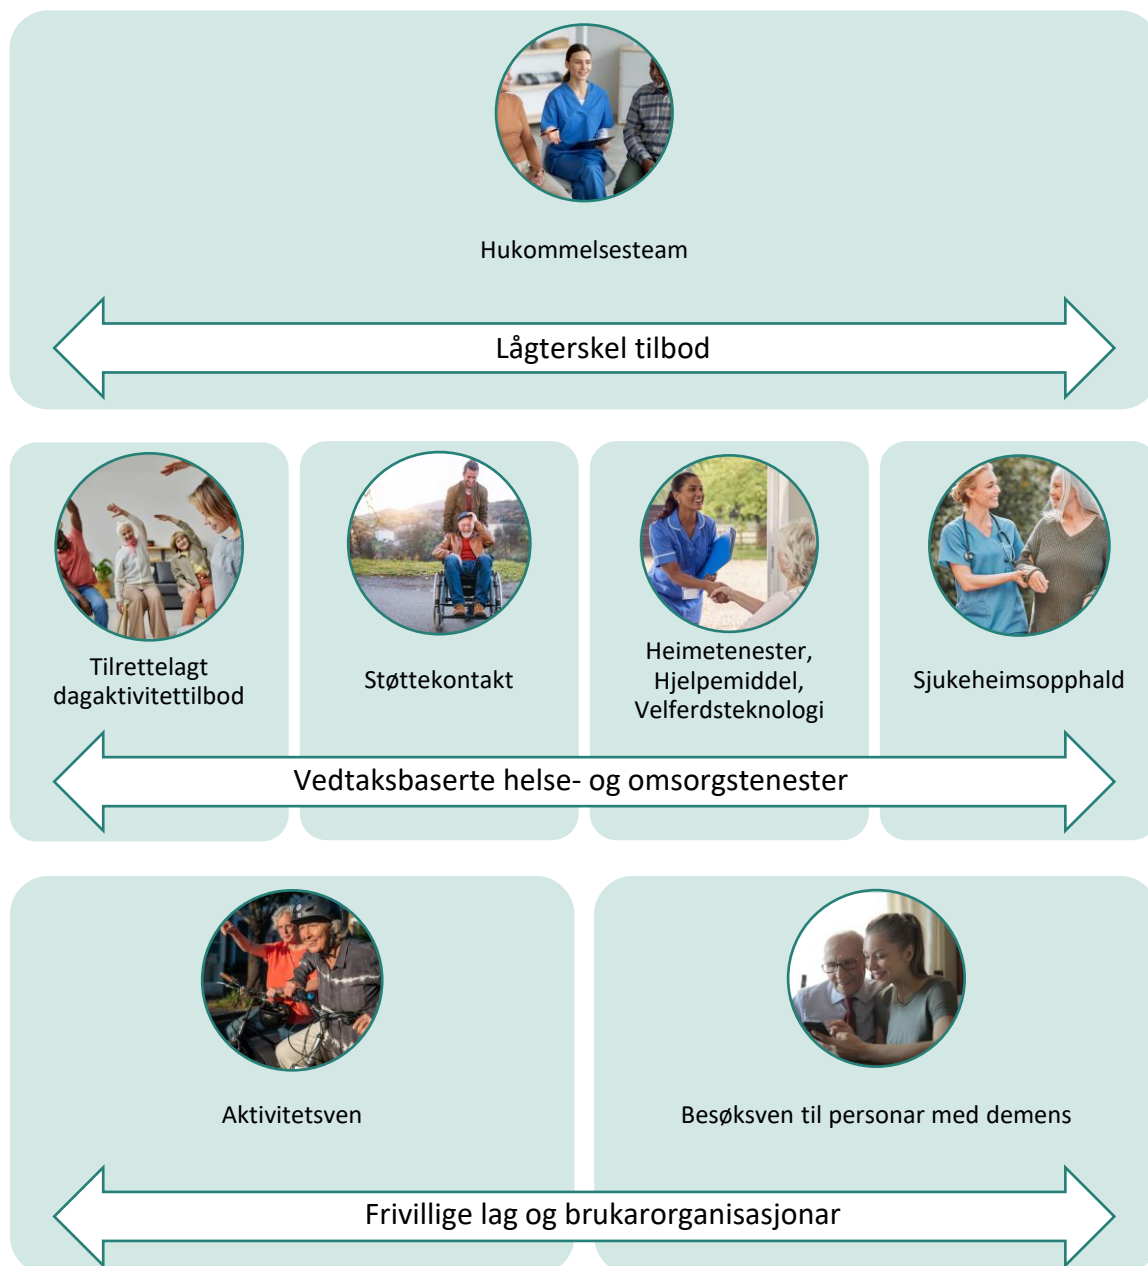 Hukommelsesteam
Lågterskel tilbod
Tilrettelagt
dagaktivitettilbod
Støttekontakt
Heimetenester,
Hjelpemiddel,
Velferdsteknologi
Sjukeheimsopphald
Vedtaksbaserte helse- og omsorgstenester
Aktivitetsven
Besøksven til personar med demens
Frivillige lag og brukarorganisasjonar